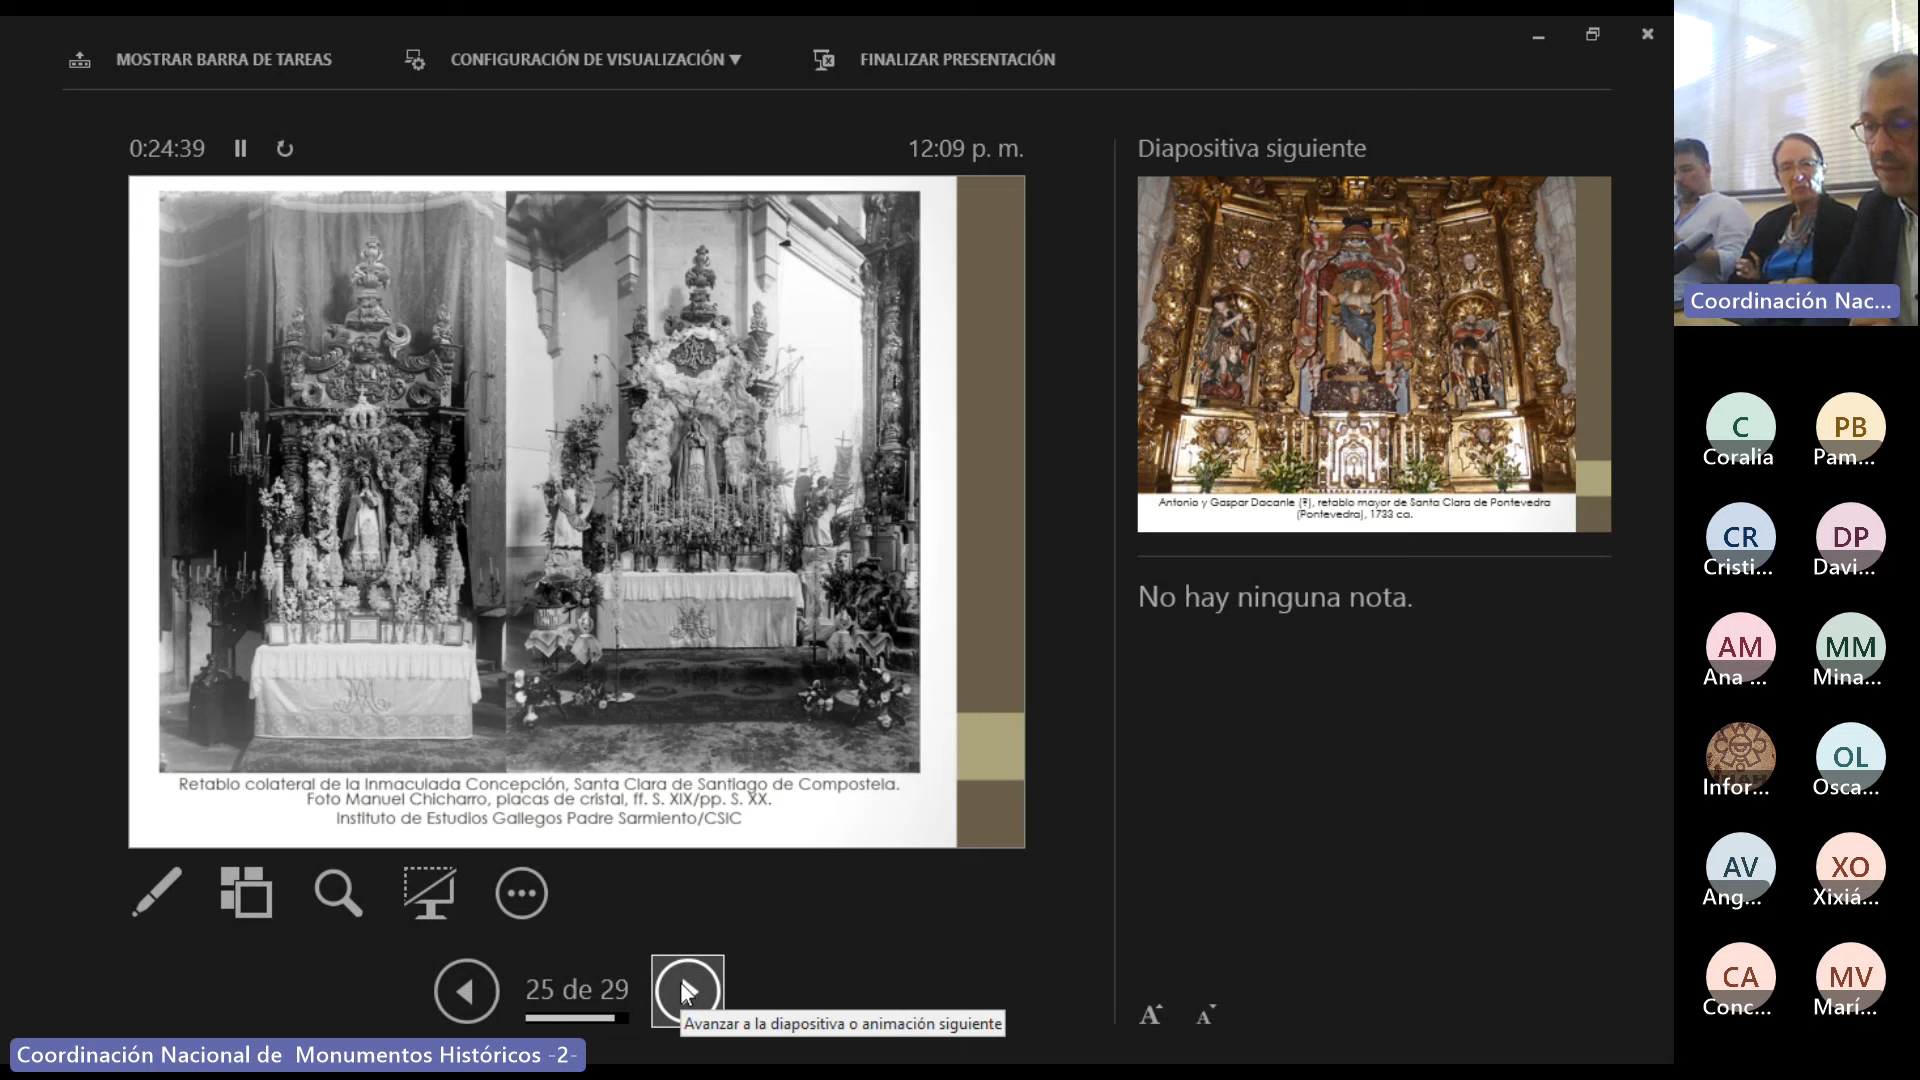 MOSTRAR BARRA DE TAREAS
CONFIGURACIÓN DE VISUALIZACIÓN ▼
FINALIZAR PRESENTACIÓN
0:24:39
12:09 p. m.
Retablo colateral de la Inmaculada Concepción, Santa Clara de Santiago de Compostela.
Foto Manuel Chicharro, placas de cristal, ff. S. XIX/pp. S. XX.
Instituto de Estudios Gallegos Padre Sarmiento/CSIC
25 de 29
Avanzar a la diapositiva o animación siguiente
Coordinación Nacional de Monumentos Históricos -2-
Diapositiva siguiente
Antonio y Gaspar Dacanle (?), retablo mayor de Santa Clara de Pontevedra
(Pontevedra), 1733 ca.
No hay ninguna nota.
A A
Coordinación Nac...
C
Coralia
PB
Pam...
CR
Cristi...
DP
Davi...
AM
Ana ...
MM
Mina...
Infor...
OL
Osca...
AV
Ang...
XO
Xixiá...
CA
Conc...
MV
Marí...